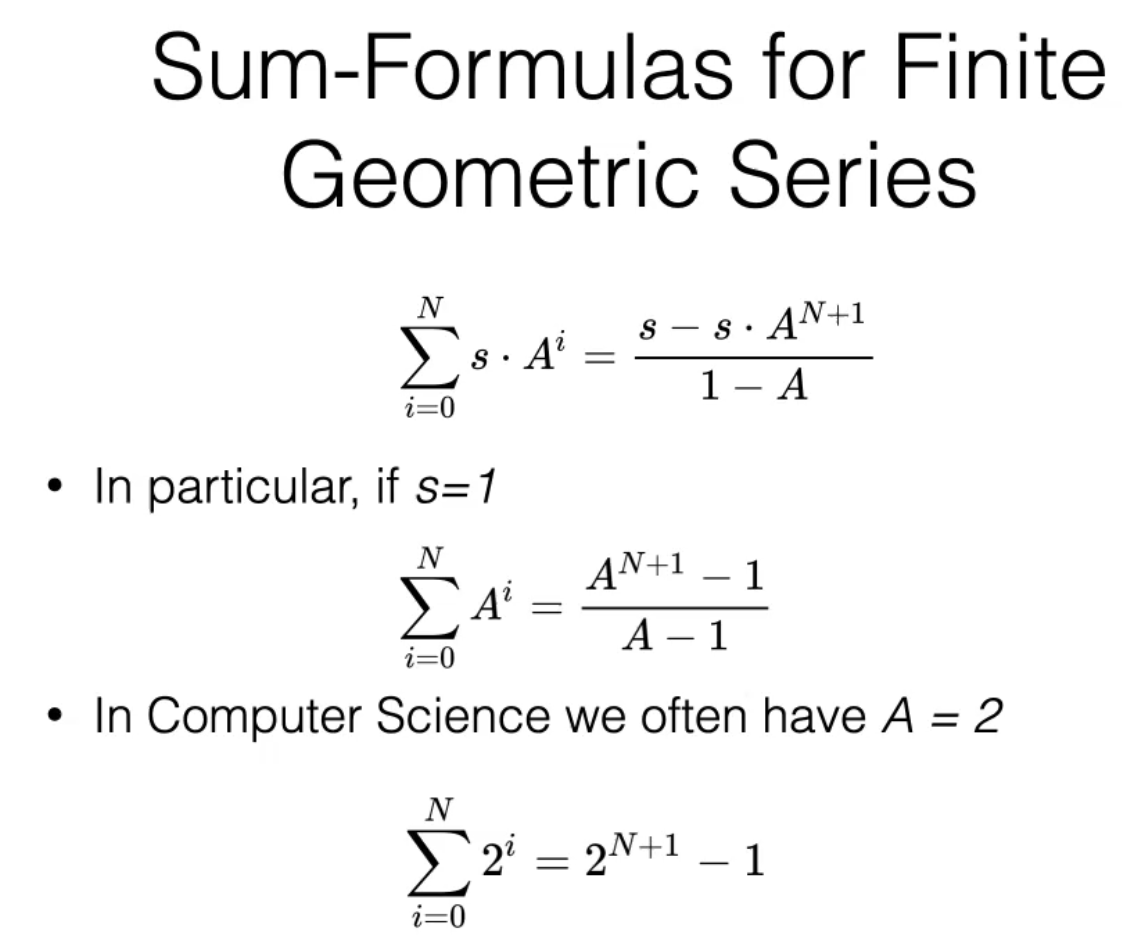 Sum-Formulas for Finite
Geometric Series
$$\sum_{i=0}^{N} s \cdot A^i = \frac{s - s \cdot A^{N+1}}{1 - A}$$
• In particular, if s=1
$$\sum_{i=0}^{N} A^i = \frac{A^{N+1} - 1}{A - 1}$$
• In Computer Science we often have A = 2
$$\sum_{i=0}^{N} 2^i = 2^{N+1} - 1$$